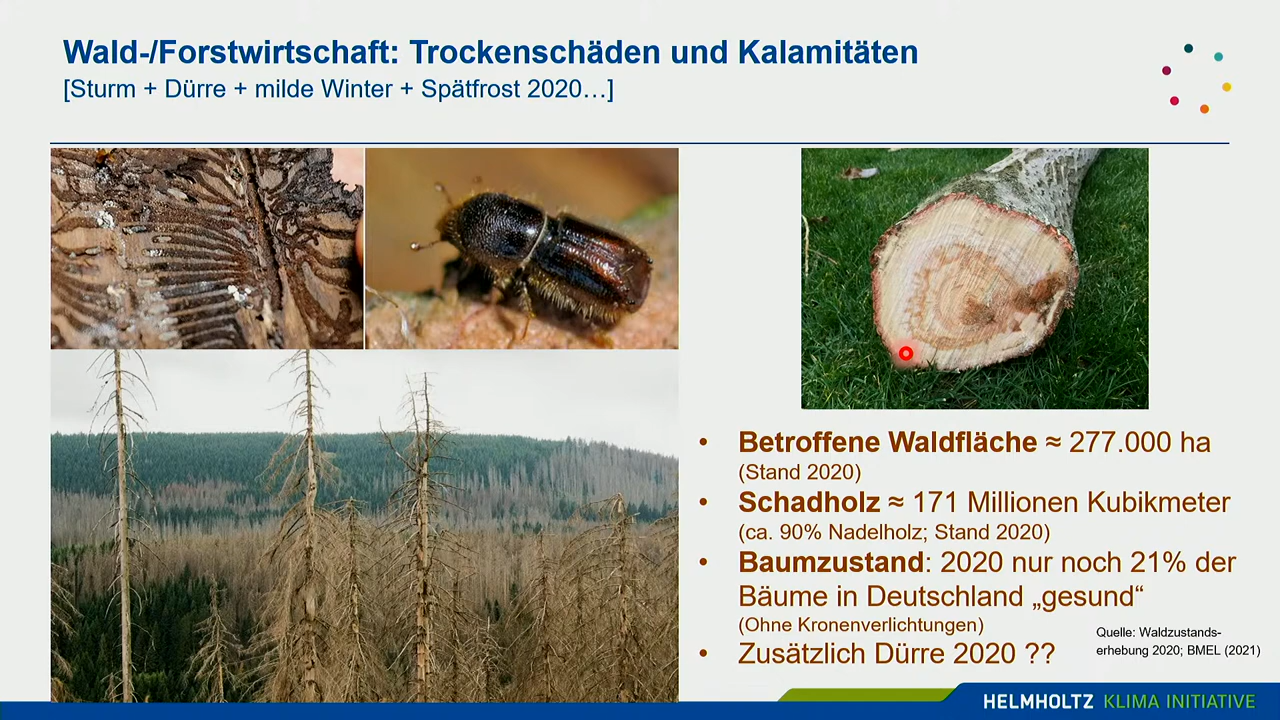 Wald-/Forstwirtschaft: Trockenschäden und Kalamitäten
[Sturm + Dürre + milde Winter + Spätfrost 2020…]
• Betroffene Waldfläche ≈ 277.000 ha
(Stand 2020)
• Schadholz ≈ 171 Millionen Kubikmeter
(ca. 90% Nadelholz; Stand 2020)
• Baumzustand: 2020 nur noch 21% der
Bäume in Deutschland „gesund“
(Ohne Kronenverlichtungen)
• Zusätzlich Dürre 2020 ??
Quelle: Waldzustands-
erhebung 2020; BMEL (2021)
HELMHOLTZ KLIMA INITIATIVE